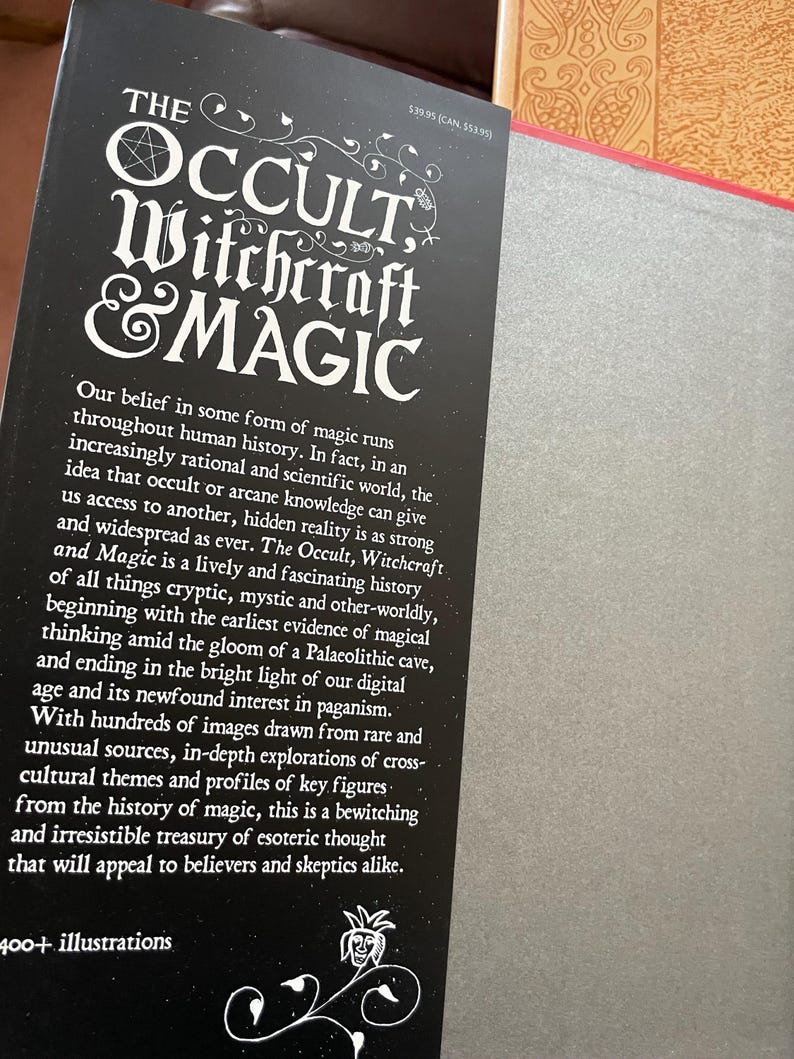 $39.95 (CAN. $53.95)
THE
OCCULT,
Witchcraft
& MAGIC
Our belief in some form of magic runs
throughout human history. In fact, in an
increasingly rational and scientific world, the
idea that occult or arcane knowledge can give
us access to another, hidden reality is as strong
and widespread as ever. The Occult, Witchcraft
and Magic is a lively and fascinating history
of all things cryptic, mystic and other-worldly,
beginning with the earliest evidence of magical
thinking amid the gloom of a Palaeolithic cave,
and ending in the bright light of our digital
age and its newfound interest in paganism.
With hundreds of images drawn from rare and
unusual sources, in-depth explorations of cross-
cultural themes and profiles of key figures
from the history of magic, this is a bewitching
and irresistible treasury of esoteric thought
that will appeal to believers and skeptics alike.
400+ illustrations